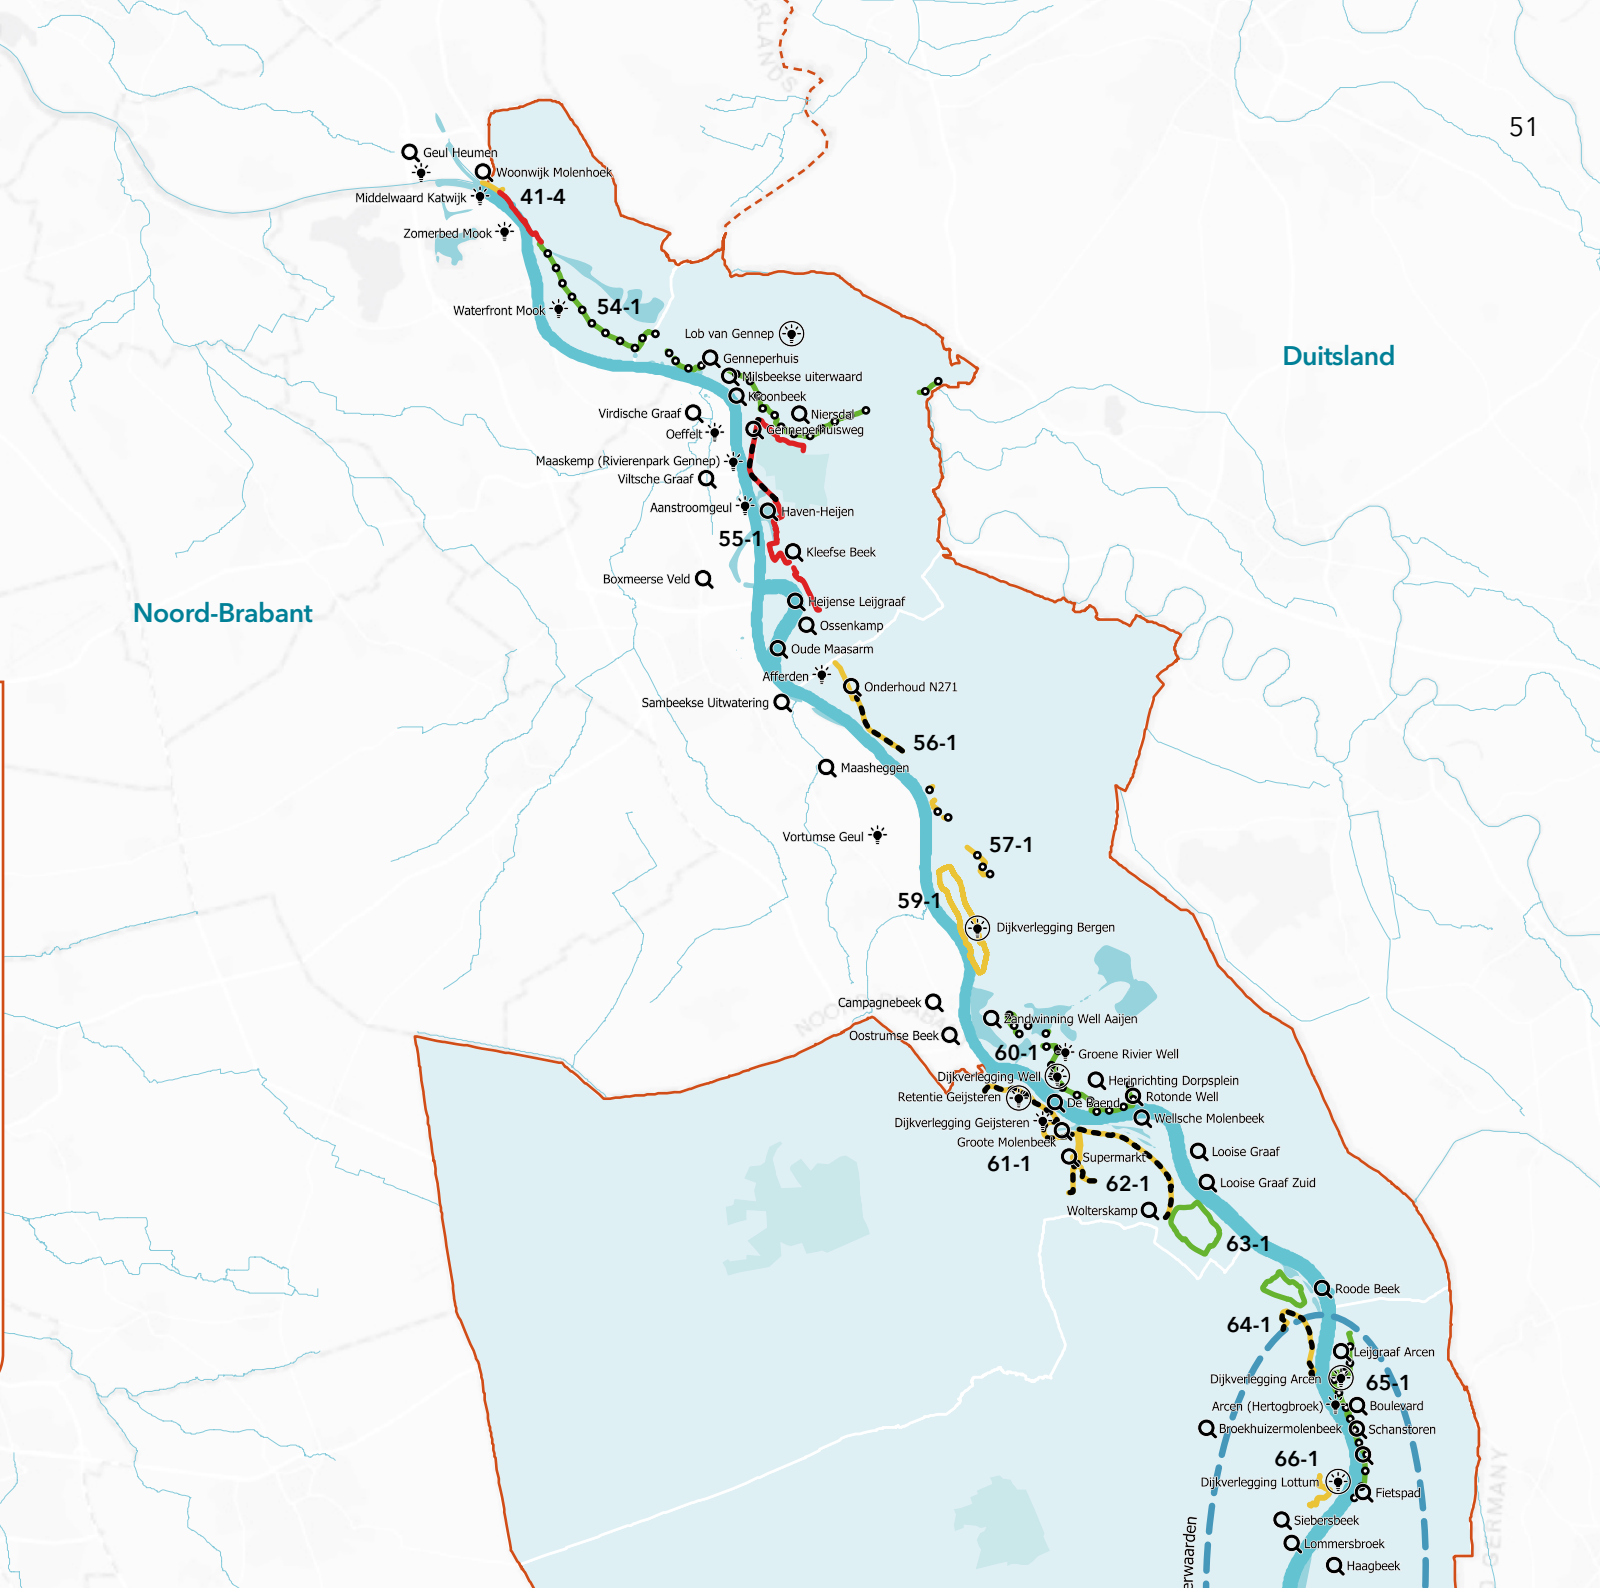 51
Geul Heumen
Woonwijk Molenhoek
Middelwaard Katwijk
41-4
Zomerbed Mook
Waterfront Mook
54-1
Lob van Gennep
Genneperhuis
Duitsland
Milsbeekse uiterwaard
Kroonbeek
Virdische Graaf
Niersdal
Oeffelt
Genneperhuisweg
Maaskemp (Rivierenpark Gennep)
Viltsche Graaf
Aanstroomgeul
Haven-Heijen
55-1
Kleefse Beek
Boxmeerse Veld
Heijense Leijgraaf
Noord-Brabant
Ossenkamp
Oude Maasarm
Afferden
Onderhoud N271
Sambeekse Uitwatering
56-1
Maasheggen
Vortumse Geul
57-1
59-1
Dijkverlegging Bergen
Campagnebeek
Zandwinning Well Aaijen
Oostrumse Beek
60-1
Groene Rivier Well
Dijkverlegging Well
Herinrichting Dorpsplein
Retentie Geijsteren
De Baend
Rotonde Well
Dijkverlegging Geijsteren
Wellsche Molenbeek
Groote Molenbeek
61-1
Supermarkt
Looise Graaf
62-1
Looise Graaf Zuid
Wolterskamp
63-1
Roode Beek
64-1
Leijgraaf Arcen
Dijkverlegging Arcen
65-1
Arcen (Hertogbroek)
Boulevard
Broekhuizermolenbeek
Schanstoren
66-1
Dijkverlegging Lottum
Fietspad
Siebersbeek
Lommersbroek
Haagbeek
erwaarden
GERMANY